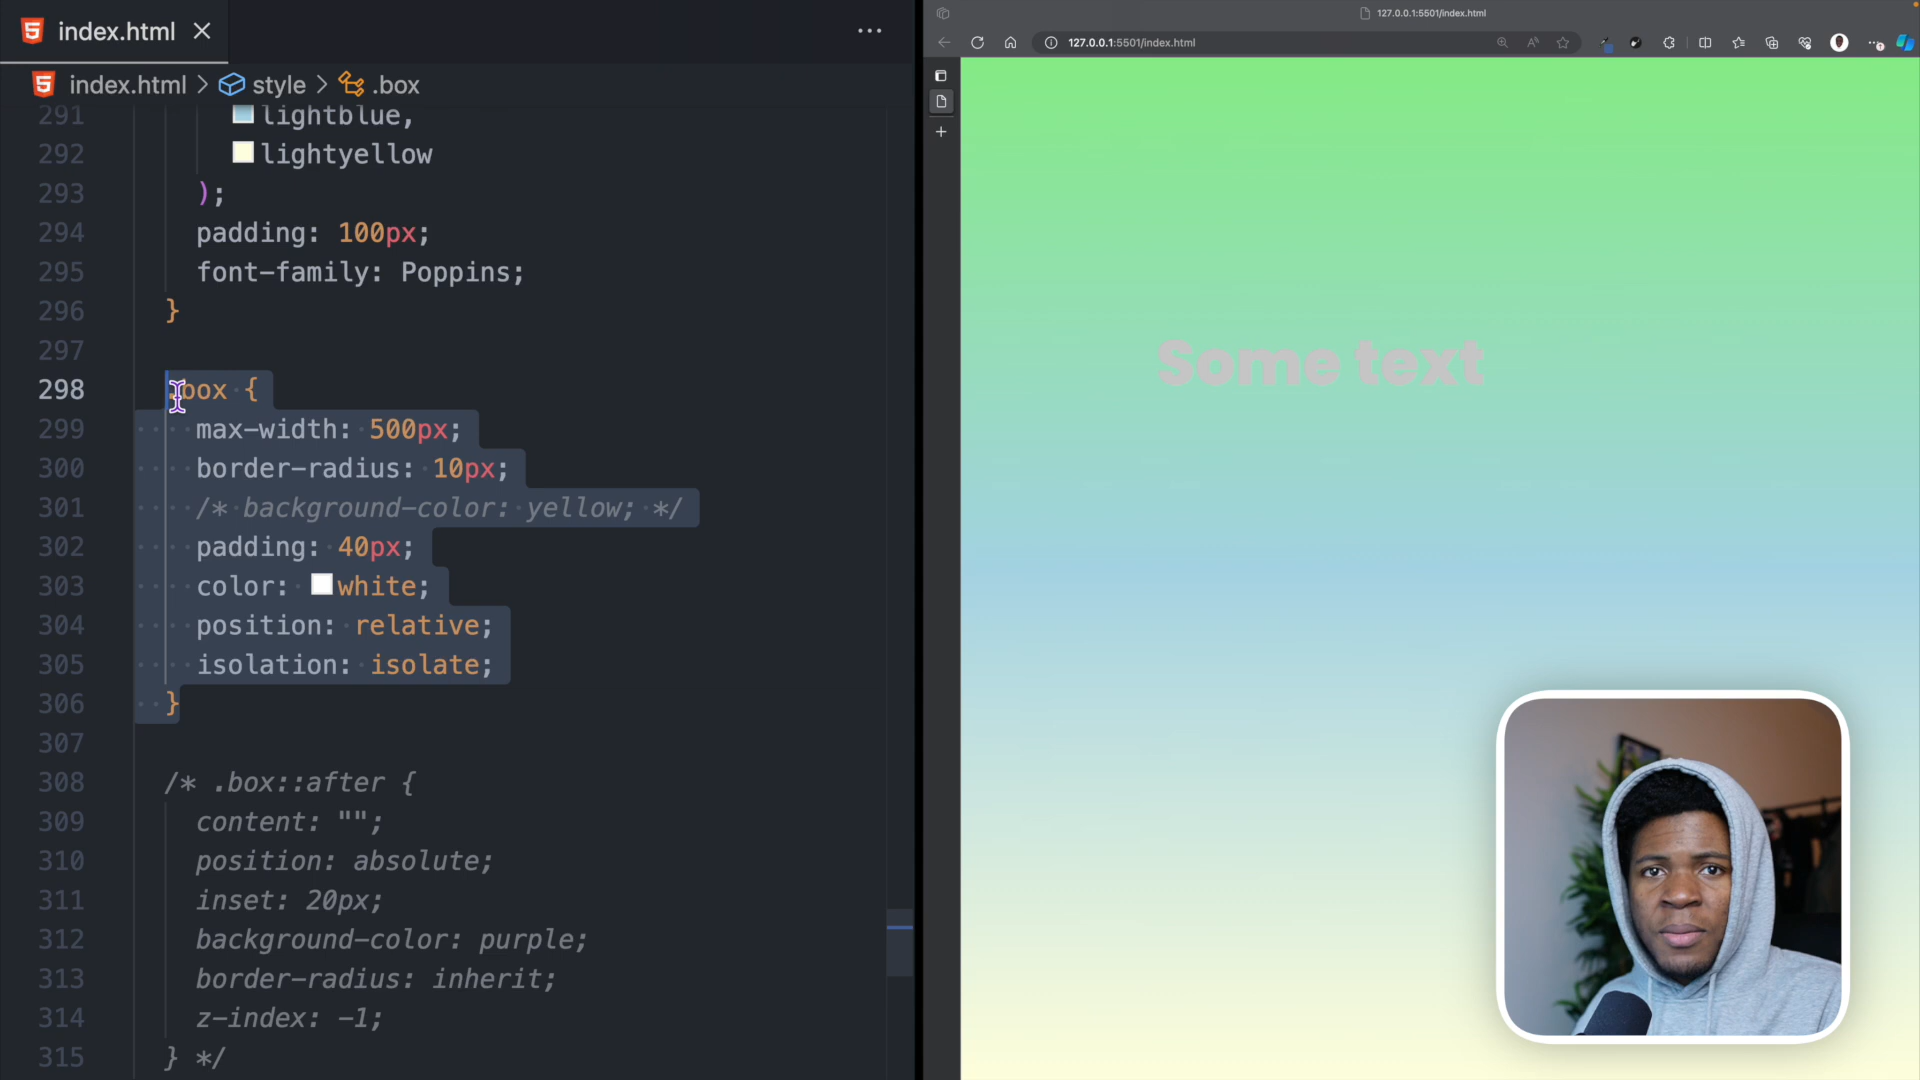 index.html
index.html > style > .box
291 lightblue,
292 lightyellow
293 );
294 padding: 100px;
295 font-family: Poppins;
296 }
297
298 .box {
299 max-width: 500px;
300 border-radius: 10px;
301 /* background-color: yellow; */
302 padding: 40px;
303 color: white;
304 position: relative;
305 isolation: isolate;
306 }
307
308 /* .box::after {
309 content: "";
310 position: absolute;
311 inset: 20px;
312 background-color: purple;
313 border-radius: inherit;
314 z-index: -1;
315 } */
127.0.0.1:5501/index.html
127.0.0.1:5501/index.html
Some text